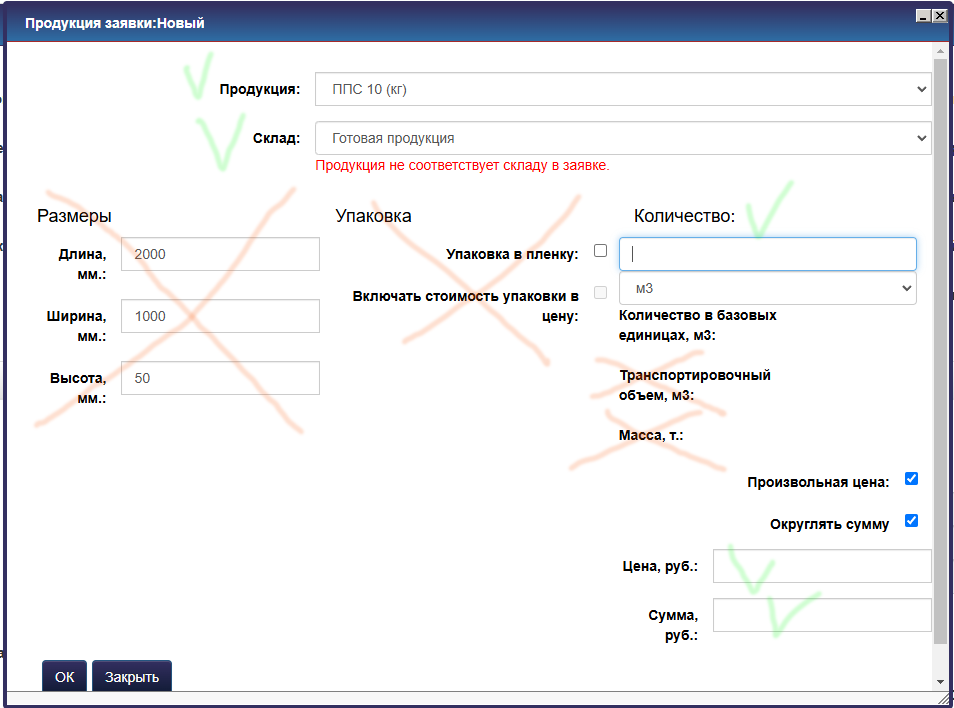 Продукция заявки:Новый
Продукция: ППС 10 (кг)
Склад: Готовая продукция
Продукция не соответствует складу в заявке.
Размеры
Длина, мм.: 2000
Ширина, мм.: 1000
Высота, мм.: 50
Упаковка
Упаковка в пленку:
Включать стоимость упаковки в
цену:
Количество:
м3
Количество в базовых
единицах, м3:
Транспортировочный
объем, м3:
Масса, т.:
Произвольная цена:
Округлять сумму
Цена, руб.:
Сумма,
руб.:
ОК Закрыть